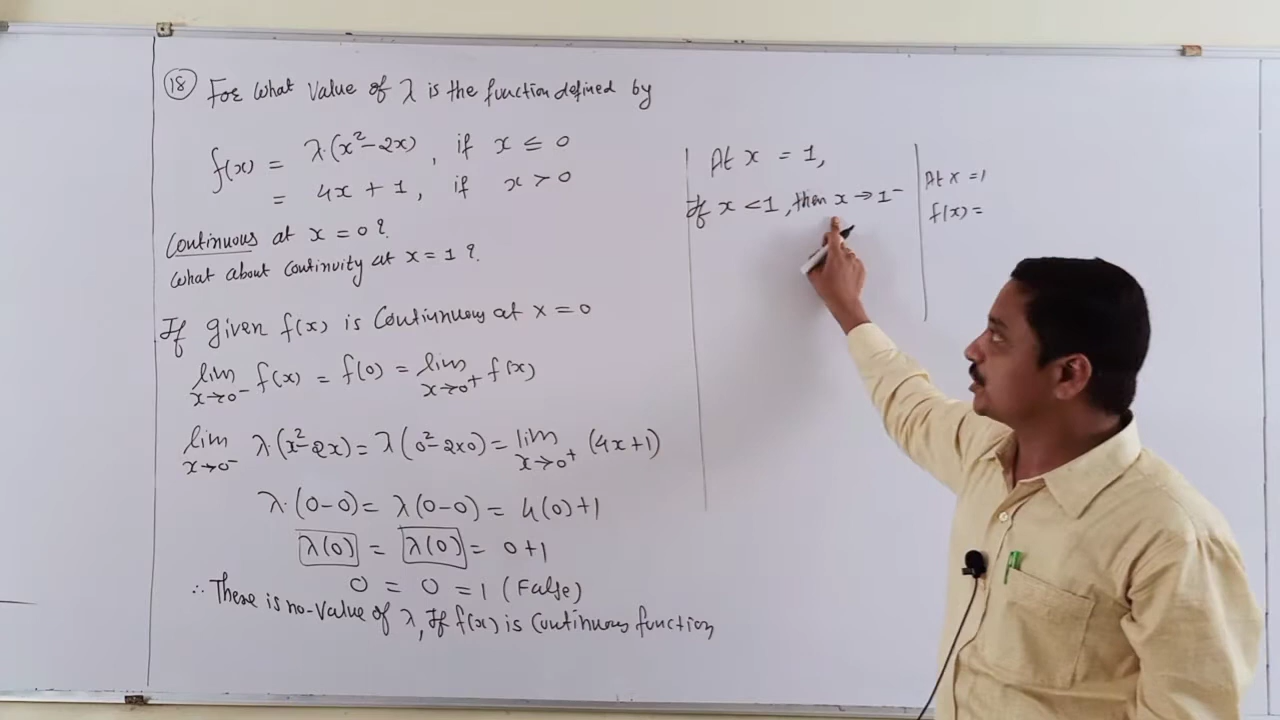 (18) For what value of λ is the function defined by
f(x) = λ·(x²-2x), if x ≤ 0
= 4x + 1, if x > 0
Continuous at x = 0?
What about continuity at x = 1?
If given f(x) is Continuous at x = 0
lim x→0⁻ f(x) = f(0) = lim x→0⁺ f(x)
lim x→0⁻ λ(x²-2x) = λ(0²-2x0) = lim x→0⁺ (4x+1)
λ·(0-0) = λ(0-0) = 4(0)+1
λ(0) = λ(0) = 0+1
0 = 0 = 1 (False)
∴ There is no-value of λ, If f(x) is Continuous function
At x = 1,
If x < 1, then x → 1⁻
At x = 1
f(x) =